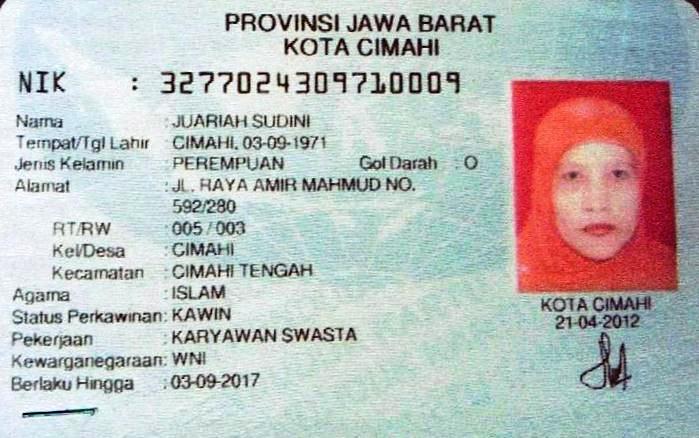 PROVINSI JAWA BARAT
KOTA CIMAHI
NIK : 3277024309710009
Nama : JUARIAH SUDINI
Tempat/Tgl Lahir : CIMAHI, 03-09-1971
Jenis Kelamin : PEREMPUAN Gol Darah : O
Alamat : JL. RAYA AMIR MAHMUD NO.
592/280
RT/RW : 005 / 003
Kel/Desa : CIMAHI
Kecamatan : CIMAHI TENGAH
Agama : ISLAM
Status Perkawinan: KAWIN
Pekerjaan : KARYAWAN SWASTA
Kewarganegaraan: WNI
Berlaku Hingga : 03-09-2017
KOTA CIMAHI
21-04-2012